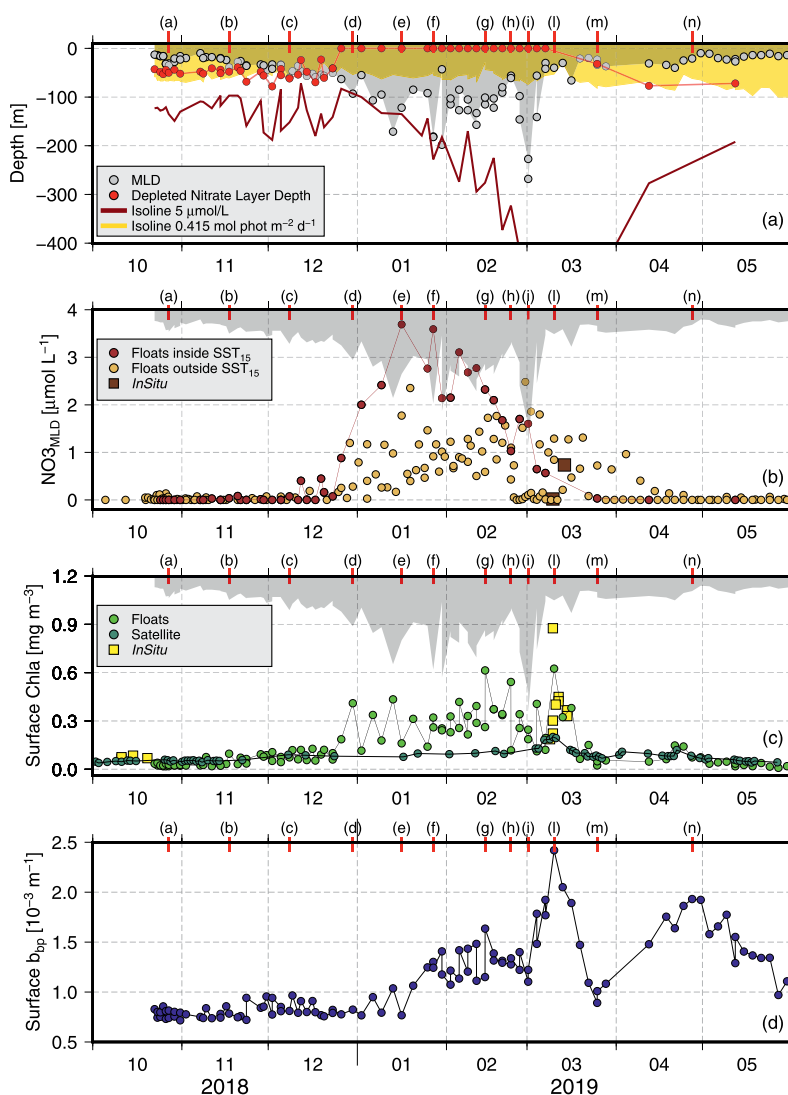 (a) (b) (c) (d) (e) (f) (g) (h) (i) (l) (m) (n)
0
−100
−200
−300
−400
Depth [m]
MLD
Depleted Nitrate Layer Depth
Isoline 5 μmol/L
Isoline 0.415 mol phot m−2 d−1
(a)
10 11 12 01 02 03 04 05
(a) (b) (c) (d) (e) (f) (g) (h) (i) (l) (m) (n)
4
3
2
1
0
NO3MLD [μmol L−1]
Floats inside SST15
Floats outside SST15
InSitu
(b)
10 11 12 01 02 03 04 05
(a) (b) (c) (d) (e) (f) (g) (h) (i) (l) (m) (n)
1.2
0.9
0.6
0.3
0.0
Surface Chla [mg m−3]
Floats
Satellite
InSitu
(c)
10 11 12 01 02 03 04 05
(a) (b) (c) (d) (e) (f) (g) (h) (i) (l) (m) (n)
2.5
2.0
1.5
1.0
0.5
Surface bbp [10−3 m−1]
(d)
10 11 12 01 02 03 04 05
2018 2019